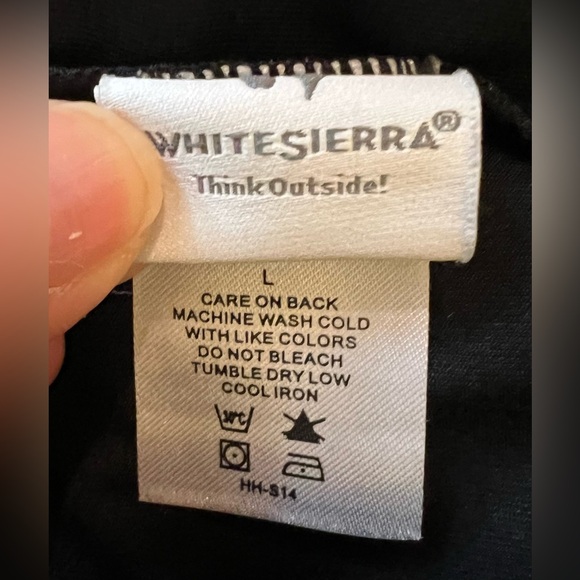 WHITESIERRA®
Think Outside!
L
CARE ON BACK
MACHINE WASH COLD
WITH LIKE COLORS
DO NOT BLEACH
TUMBLE DRY LOW
COOL IRON
30°C
HH-S14